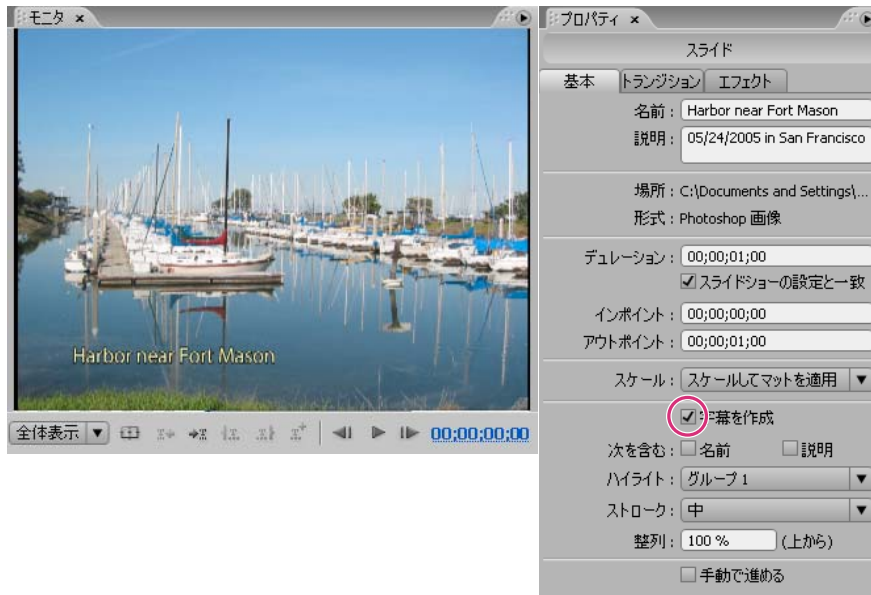 モニタ
Harbor near Fort Mason
全体表示
00;00;00;00
プロパティ
スライド
基本 トランジション エフェクト
名前 : Harbor near Fort Mason
説明 : 05/24/2005 in San Francisco
場所 : C:\Documents and Settings\...
形式 : Photoshop 画像
デュレーション : 00;00;01;00
スライドショーの設定と一致
インポイント : 00;00;00;00
アウトポイント : 00;00;01;00
スケール : スケールしてマットを適用
字幕を作成
次を含む : 名前 説明
ハイライト : グループ 1
ストローク : 中
整列 : 100 % (上から)
手動で進める